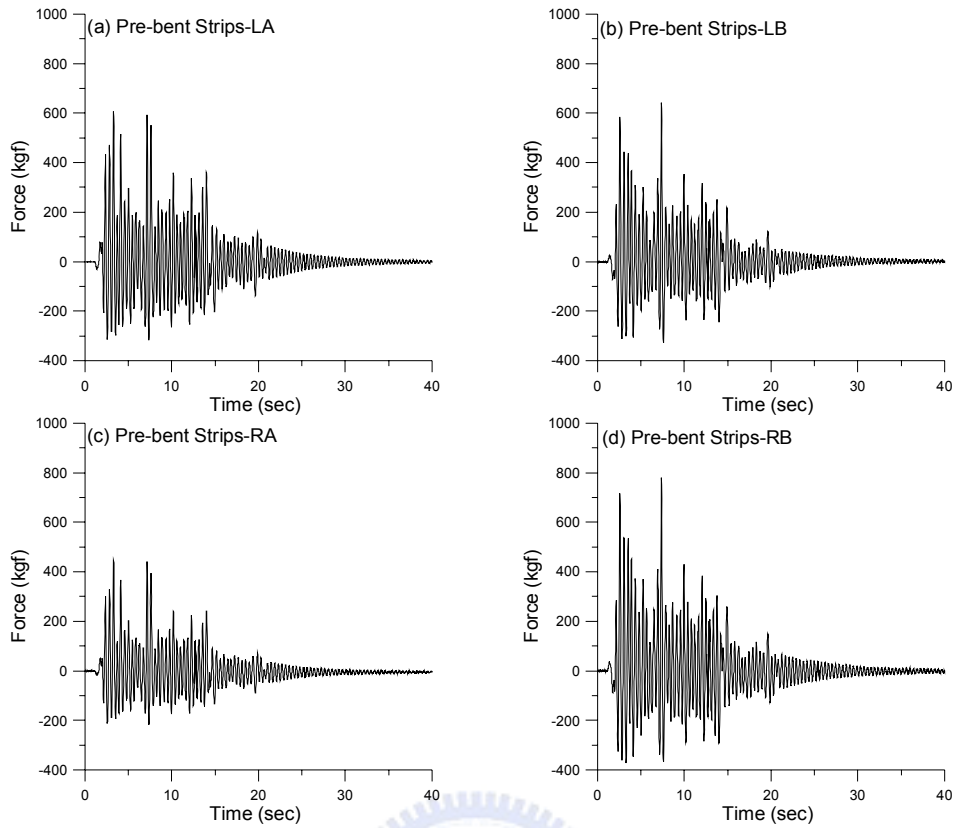 (a) Pre-bent Strips-LA
1000
800
600
400
200
0
-200
-400
Force (kgf)
0 10 20 30 40
Time (sec)
(b) Pre-bent Strips-LB
1000
800
600
400
200
0
-200
-400
Force (kgf)
0 10 20 30 40
Time (sec)
(c) Pre-bent Strips-RA
1000
800
600
400
200
0
-200
-400
Force (kgf)
0 10 20 30 40
Time (sec)
(d) Pre-bent Strips-RB
1000
800
600
400
200
0
-200
-400
Force (kgf)
0 10 20 30 40
Time (sec)